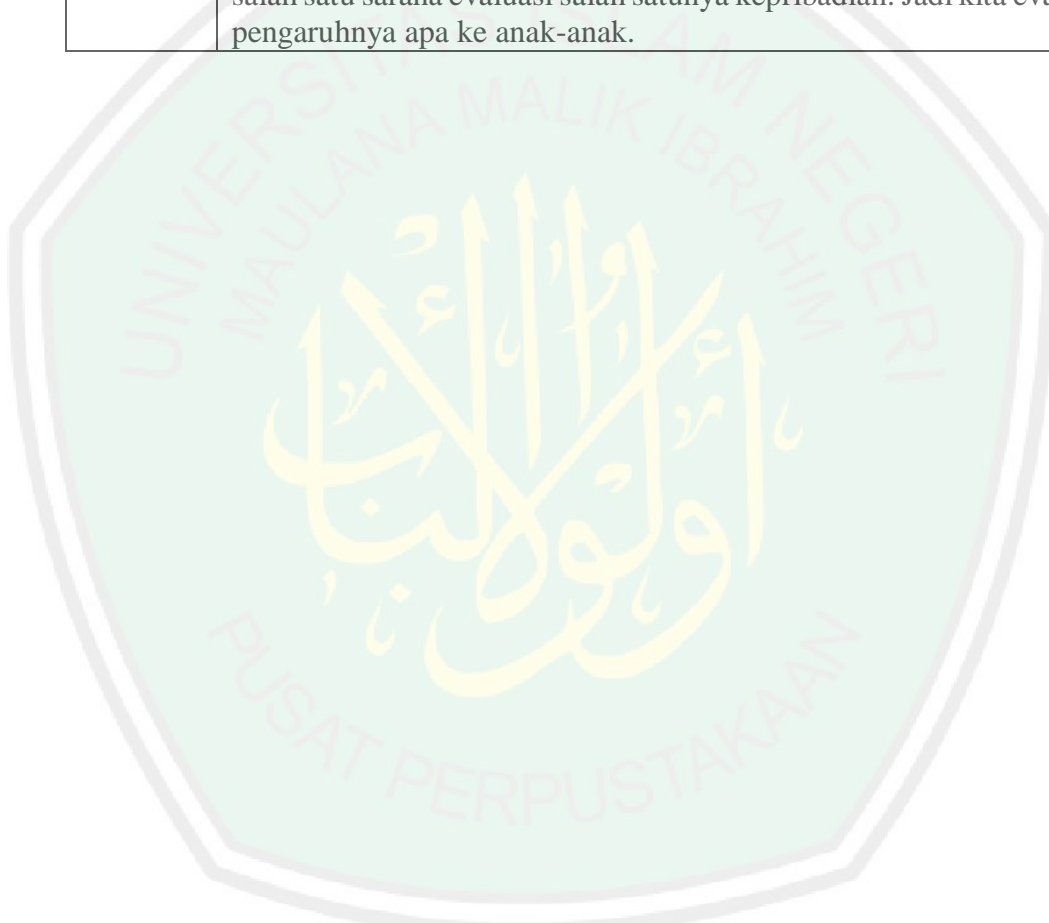 salah satu sarana evaluasi salah satunya kepribadian. Jadi kita
pengaruhnya apa ke anak-anak.
UNIVERSITAS ISLAM NEGERI
MAULANA MALIK IBRAHIM
أولوا الألباب
PUSAT PERPUSTAKAAN